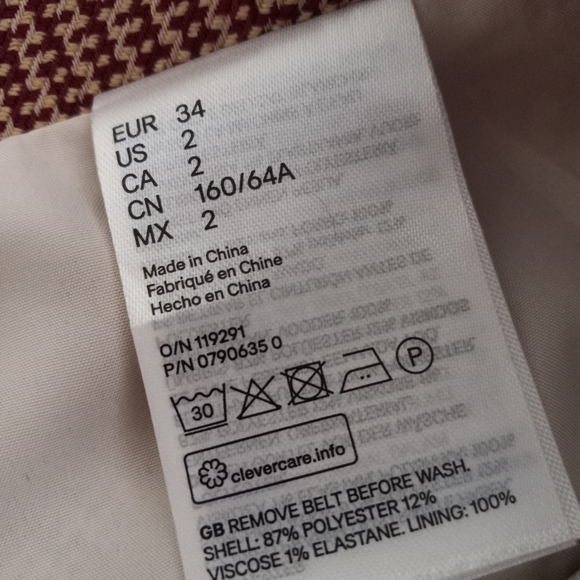 EUR 34
US 2
CA 2
CN 160/64A
MX 2
Made in China
Fabriqué en Chine
Hecho en China
O/N 119291
P/N 0790635 0
30
P
clevercare.info
GB REMOVE BELT BEFORE WASH.
SHELL: 87% POLYESTER 12%
VISCOSE 1% ELASTANE. LINING: 100%